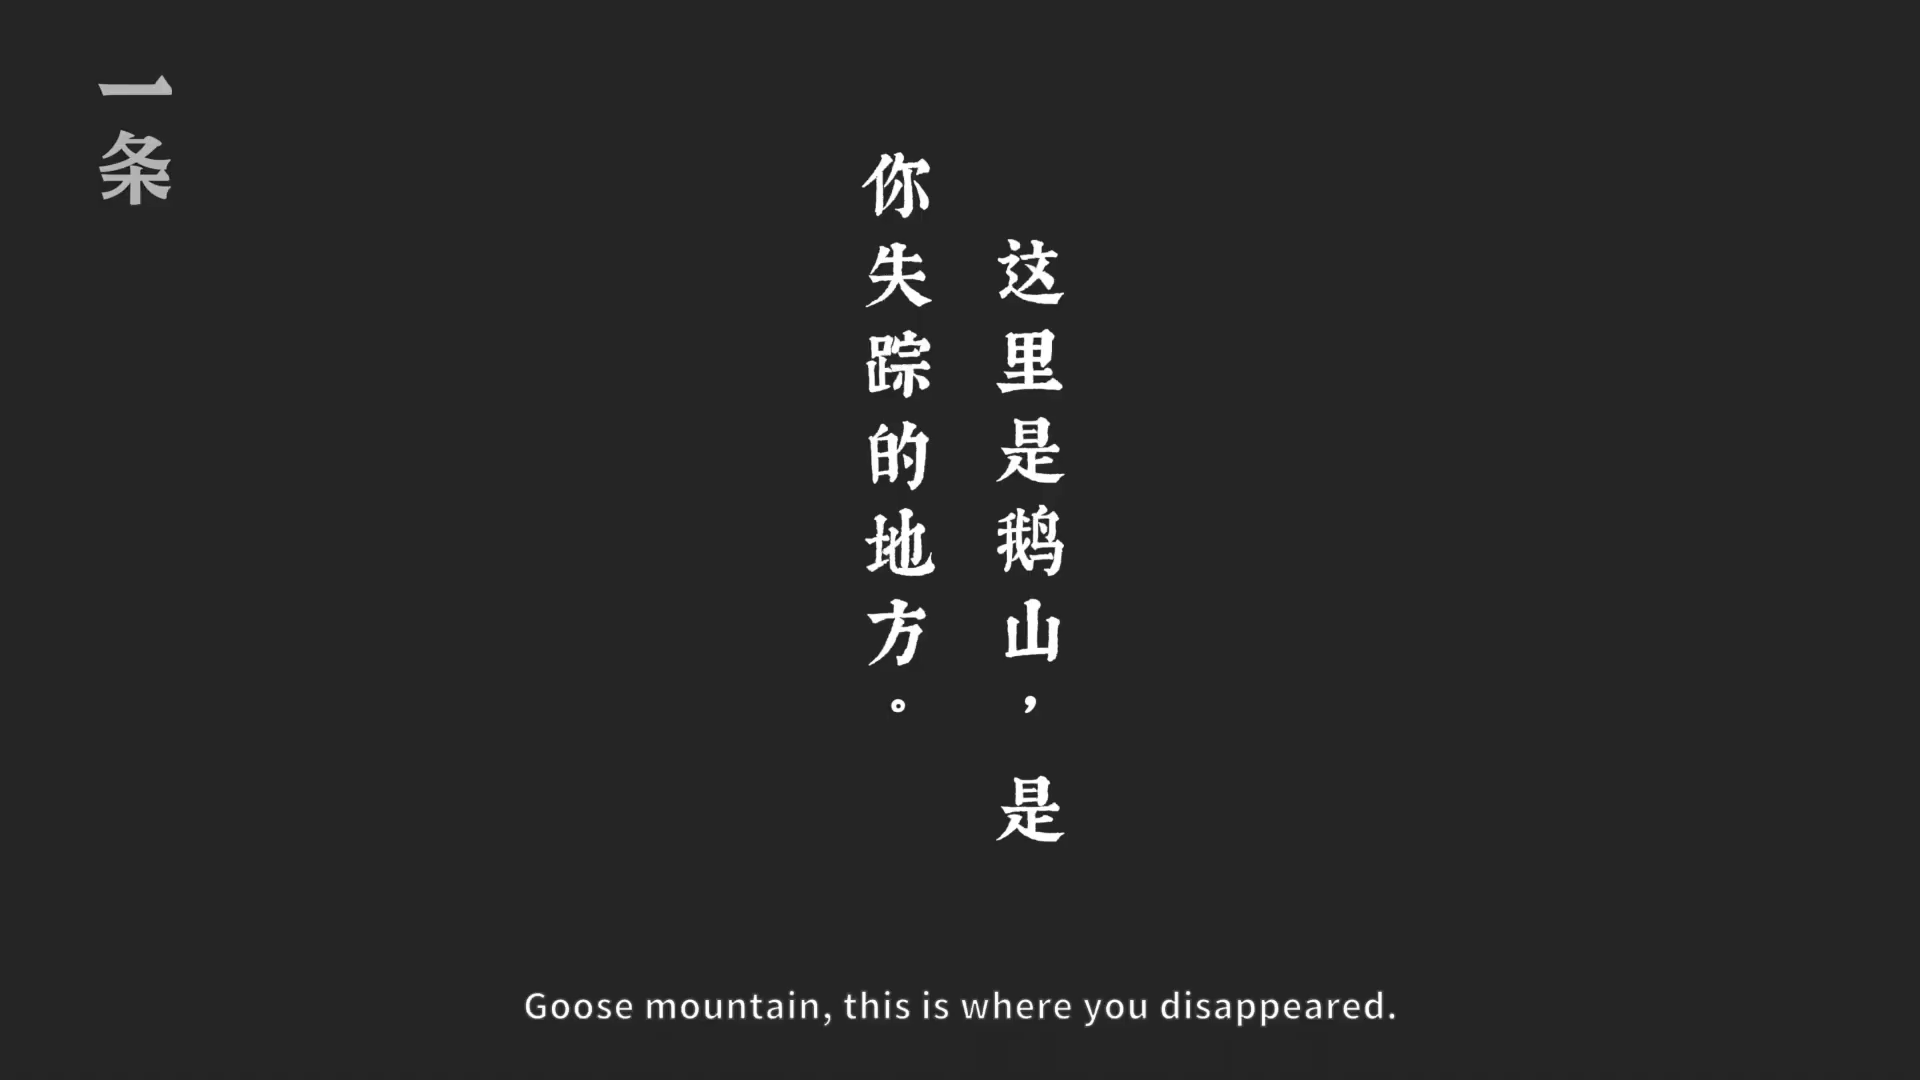 一条
这里是鹅山，是
你失踪的地方。
Goose mountain, this is where you disappeared.